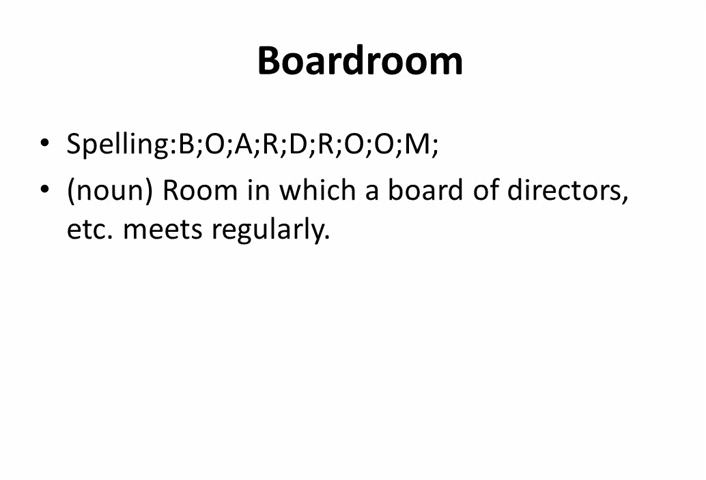 Boardroom
• Spelling:B;O;A;R;D;R;O;O;M;
• (noun) Room in which a board of directors,
etc. meets regularly.